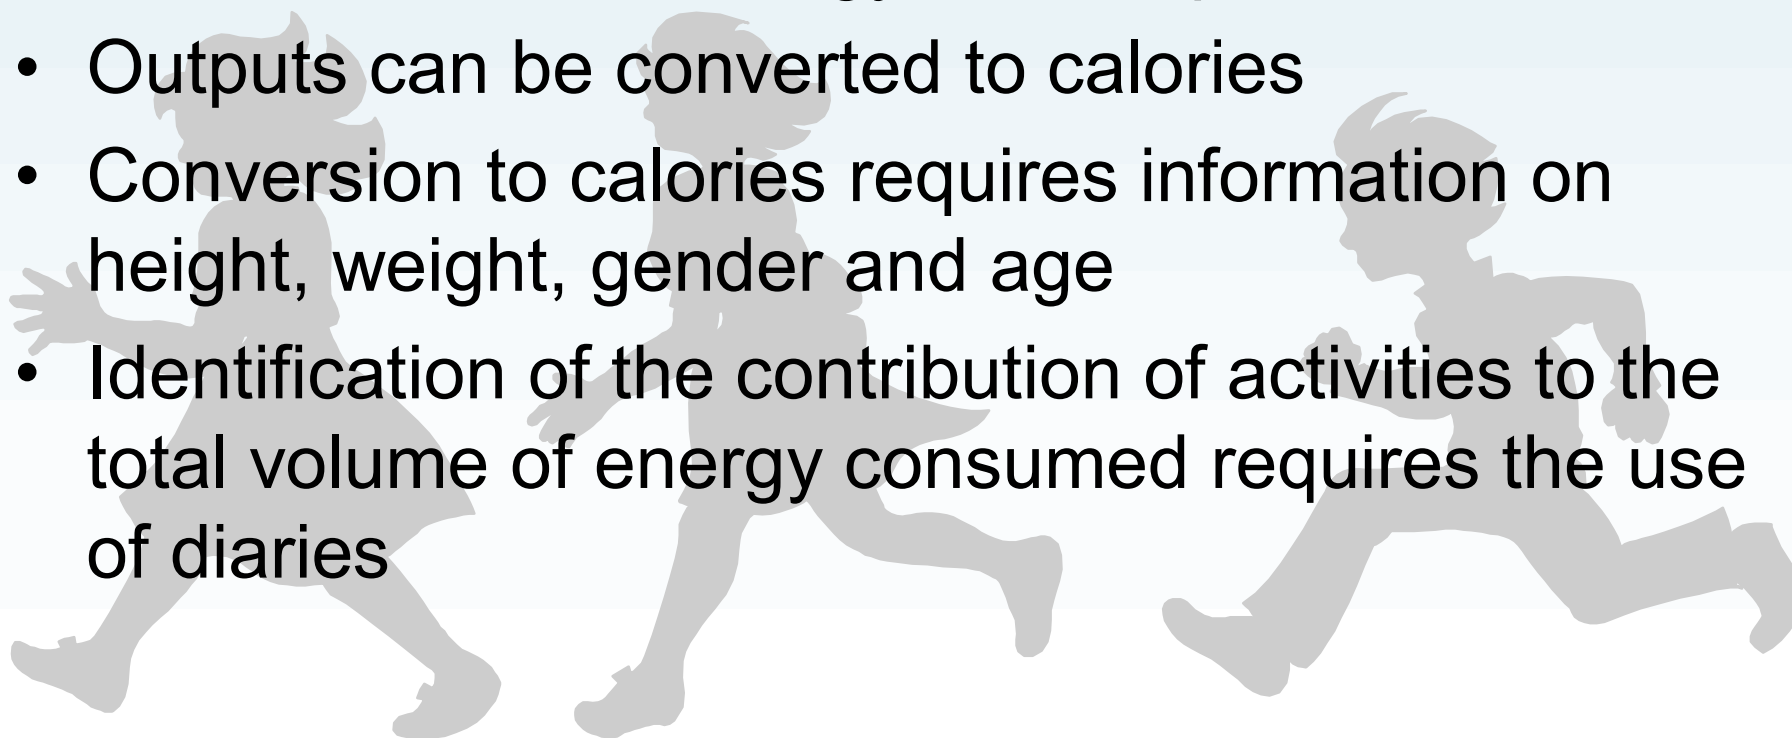 • Outputs can be converted to calories
• Conversion to calories requires information on
height, weight, gender and age
• Identification of the contribution of activities to the
total volume of energy consumed requires the use
of diaries